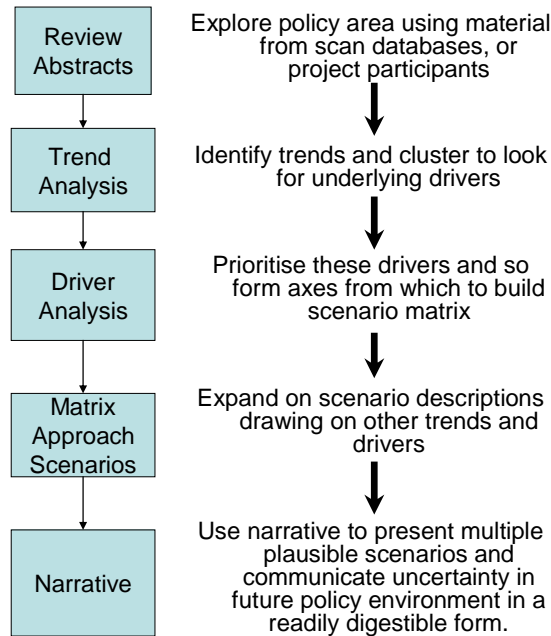 Review
Abstracts
Explore policy area using material
from scan databases, or
project participants
Trend
Analysis
Identify trends and cluster to look
for underlying drivers
Driver
Analysis
Prioritise these drivers and so
form axes from which to build
scenario matrix
Matrix
Approach
Scenarios
Expand on scenario descriptions
drawing on other trends and
drivers
Narrative
Use narrative to present multiple
plausible scenarios and
communicate uncertainty in
future policy environment in a
readily digestible form.